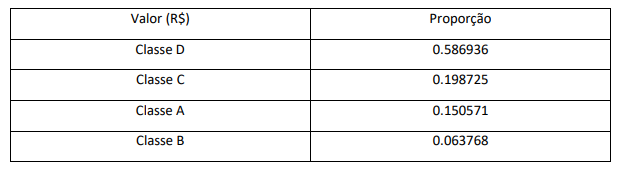 Valor (R$) Proporção
Classe D 0.586936
Classe C 0.198725
Classe A 0.150571
Classe B 0.063768